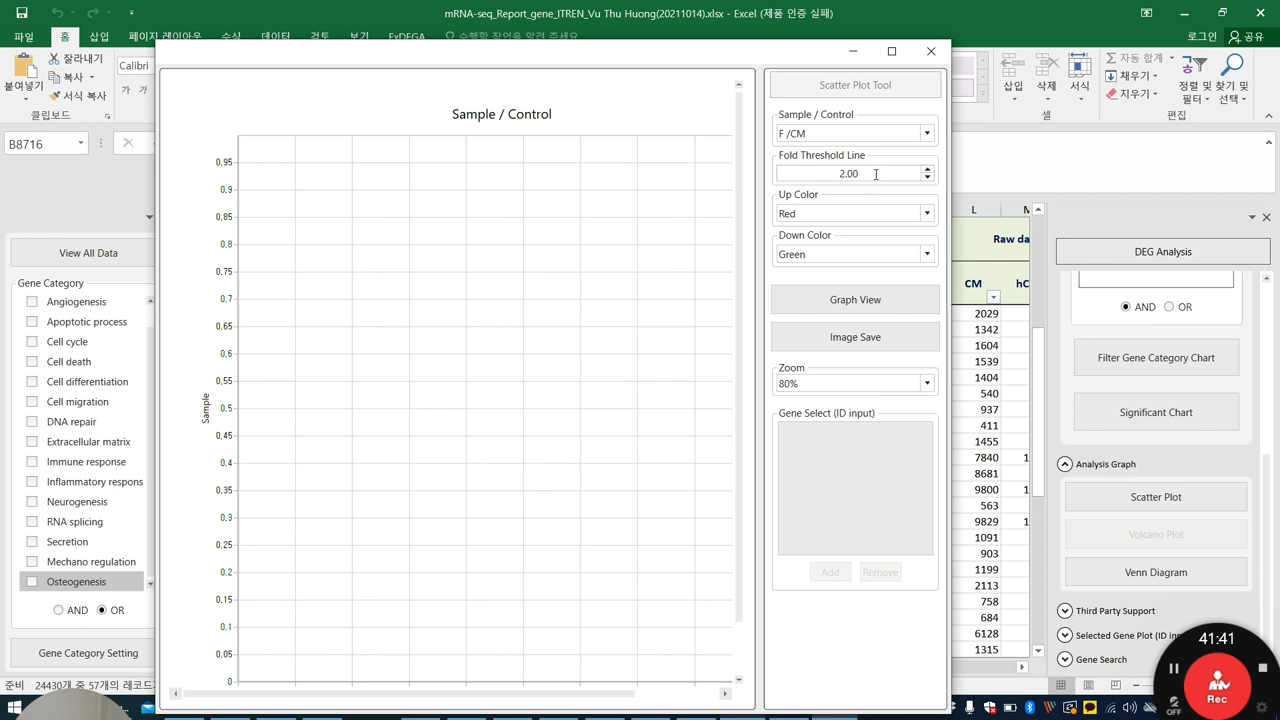 mRNA-seq_Report_gene_ITREN_Vu Thu Huong(20211014).xlsx - Excel (제품 인증 실패)
파일 홈 삽입 페이지 레이아웃 수식 데이터 검토 보기 ExDEGA 수행할 작업을 알려 주세요. 로그인 공유
붙여넣기
잘라내기
복사
서식 복사
클립보드
Calibri
가 가
삽입 삭제 서식
셀
자동 합계
채우기
지우기
정렬 및 필터
찾기 및 선택
편집
B8716
View All Data
Gene Category
Angiogenesis
Apoptotic process
Cell cycle
Cell death
Cell differentiation
Cell migration
DNA repair
Extracellular matrix
Immune response
Inflammatory respons
Neurogenesis
RNA splicing
Secretion
Mechano regulation
Osteogenesis
AND OR
Gene Category Setting
Sample / Control
0.95
0.9
0.85
0.8
0.75
0.7
0.65
0.6
0.55
0.5
0.45
0.4
0.35
0.3
0.25
0.2
0.15
0.1
0.05
0
Sample
Scatter Plot Tool
Sample / Control
F /CM
Fold Threshold Line
2.00
Up Color
Red
Down Color
Green
Graph View
Image Save
Zoom
80%
Gene Select (ID input)
Add Remove
L
Raw da
CM hC
2029
1342
1604
1539
1404
540
937
411
1455
7840 1
8681
9800 1
563
9829 1
1091
903
1199
2113
758
684
6128
1315
DEG Analysis
AND OR
Filter Gene Category Chart
Significant Chart
Analysis Graph
Scatter Plot
Volcano Plot
Venn Diagram
Third Party Support
Selected Gene Plot (ID in
Gene Search
준비 24430개 중 57개의 레코드
41:41
Rec